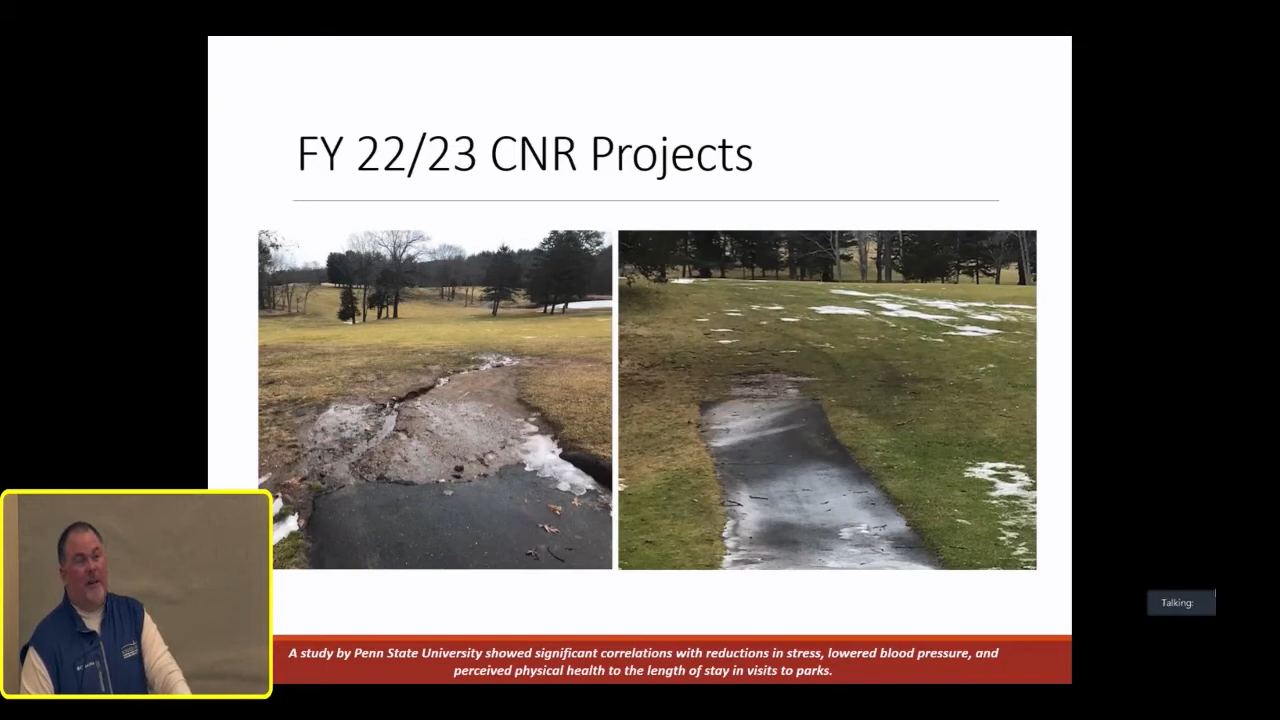 FY 22/23 CNR Projects
Talking:
A study by Penn State University showed significant correlations with reductions in stress, lowered blood pressure, and
perceived physical health to the length of stay in visits to parks.